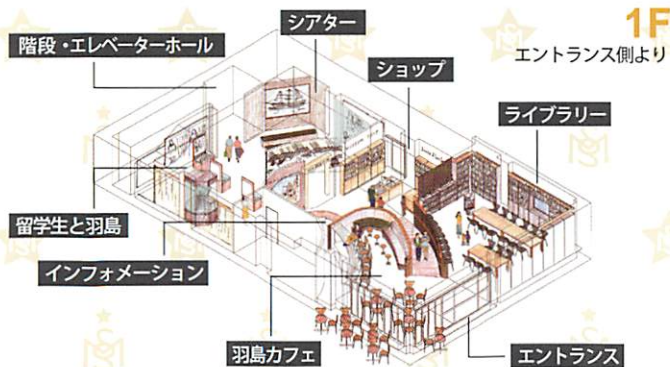 1F
エントランス側より
シアター
階段・エレベーターホール
ショップ
ライブラリー
留学生と羽島
インフォメーション
羽島カフェ
エントランス